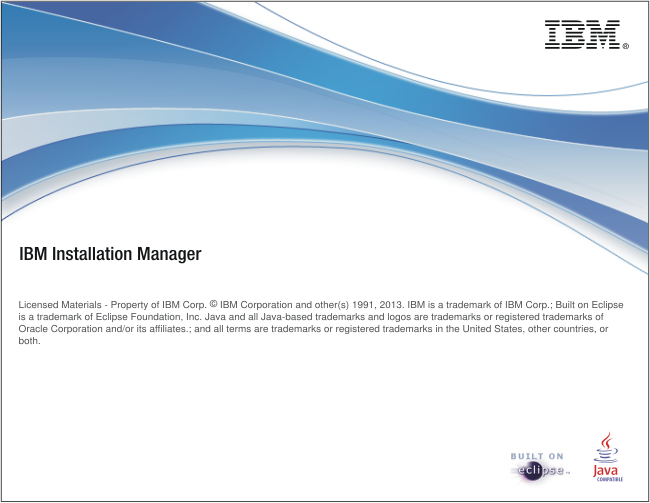 IBM®
IBM Installation Manager
Licensed Materials - Property of IBM Corp. © IBM Corporation and other(s) 1991, 2013. IBM is a trademark of IBM Corp.; Built on Eclipse
is a trademark of Eclipse Foundation, Inc. Java and all Java-based trademarks and logos are trademarks or registered trademarks of
Oracle Corporation and/or its affiliates.; and all terms are trademarks or registered trademarks in the United States, other countries, or
both.
BUILT ON
eclipse™
Java
COMPATIBLE